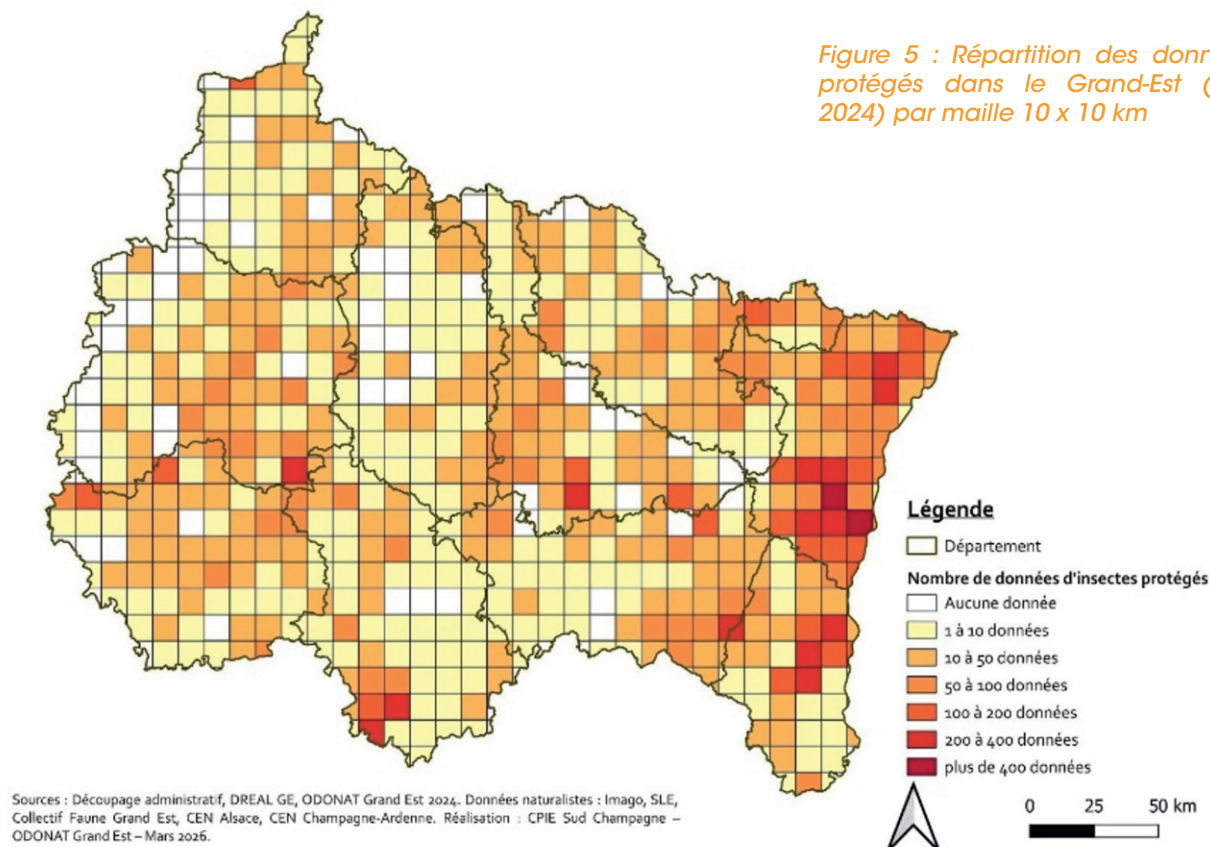 Figure 5 : Répartition des donn
protégés dans le Grand-Est (
2024) par maille 10 x 10 km
Légende
Département
Nombre de données d'insectes protégés
Aucune donnée
1 à 10 données
10 à 50 données
50 à 100 données
100 à 200 données
200 à 400 données
plus de 400 données
0 25 50 km
Sources : Découpage administratif, DREAL GE, ODONAT Grand Est 2024. Données naturalistes : Imago, SLE,
Collectif Faune Grand Est, CEN Alsace, CEN Champagne-Ardenne. Réalisation : CPIE Sud Champagne –
ODONAT Grand Est – Mars 2026.